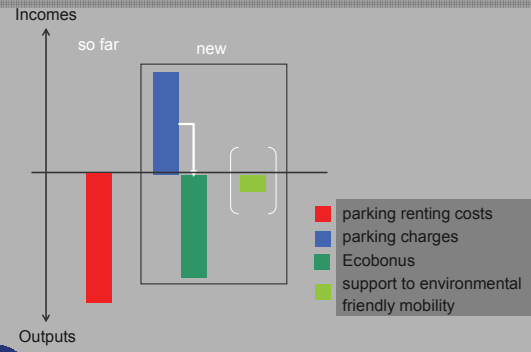 Incomes
so far
new
parking renting costs
parking charges
Ecobonus
support to environmental
friendly mobility
Outputs